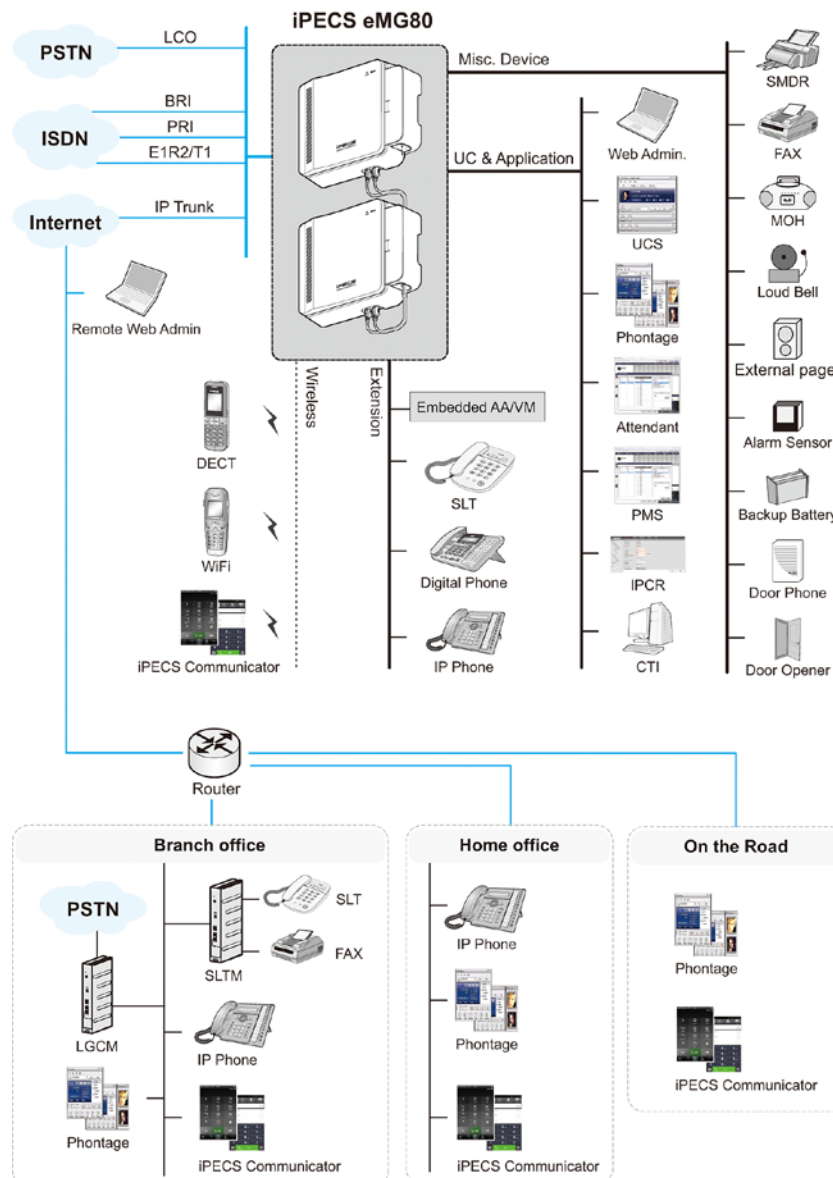 iPECS eMG80
PSTN
LCO
BRI
ISDN
PRI
E1R2/T1
Internet
IP Trunk
Remote Web Admin
Misc. Device
UC & Application
Wireless
Extension
DECT
WiFi
iPECS Communicator
Embedded AA/VM
SLT
Digital Phone
IP Phone
Web Admin.
UCS
Phontage
Attendant
PMS
IPCR
CTI
SMDR
FAX
MOH
Loud Bell
External page
Alarm Sensor
Backup Battery
Door Phone
Door Opener
Router
Branch office
PSTN
LGCM
SLTM
SLT
FAX
IP Phone
Phontage
iPECS Communicator
Home office
IP Phone
Phontage
iPECS Communicator
On the Road
Phontage
iPECS Communicator